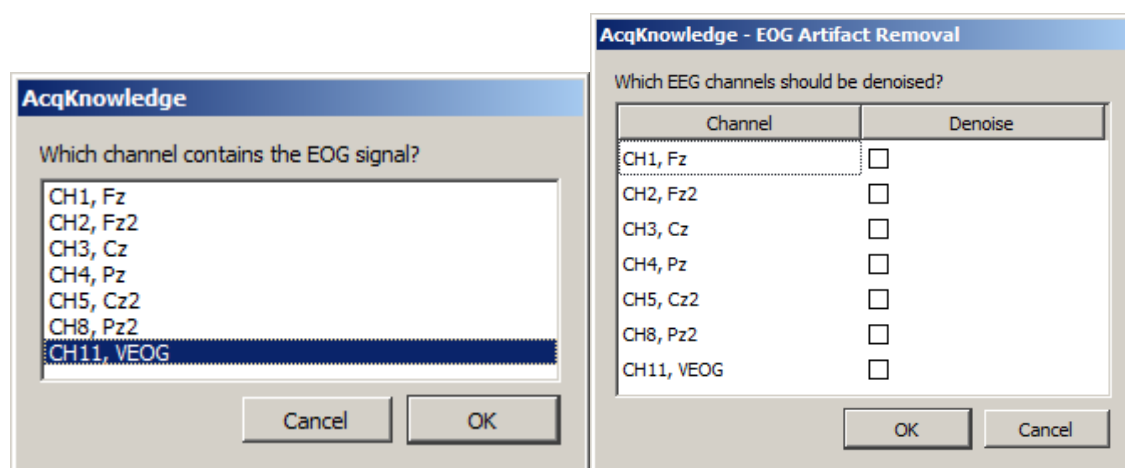 AcqKnowledge
Which channel contains the EOG signal?
CH1, Fz
CH2, Fz2
CH3, Cz
CH4, Pz
CH5, Cz2
CH8, Pz2
CH11, VEOG
Cancel OK
AcqKnowledge - EOG Artifact Removal
Which EEG channels should be denoised?
Channel Denoise
CH1, Fz
CH2, Fz2
CH3, Cz
CH4, Pz
CH5, Cz2
CH8, Pz2
CH11, VEOG
OK Cancel